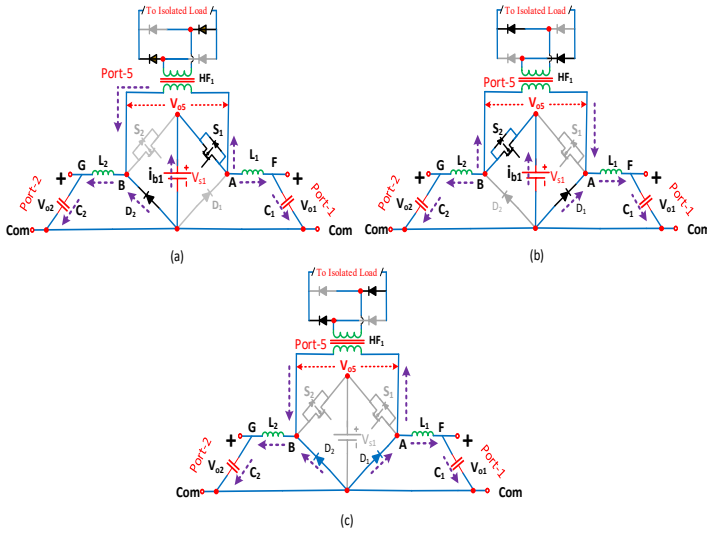 To Isolated Load
Port-5
HF1
Vo5
S2
S1
G
L2
L1
F
+
ib1
Vs1
+
B
A
Port-2
Port-1
Vo2
C2
D2
D1
C1
Vo1
Com
Com
(a)
To Isolated Load
Port-5
HF1
Vo5
S2
S1
G
L2
L1
F
+
ib1
Vs1
+
B
A
Port-2
Port-1
Vo2
C2
D2
D1
C1
Vo1
Com
Com
(b)
To Isolated Load
Port-5
HF1
Vo5
S2
S1
G
L2
L1
F
+
Vs1
+
B
A
Port-2
Port-1
Vo2
C2
D2
D1
C1
Vo1
Com
Com
(c)